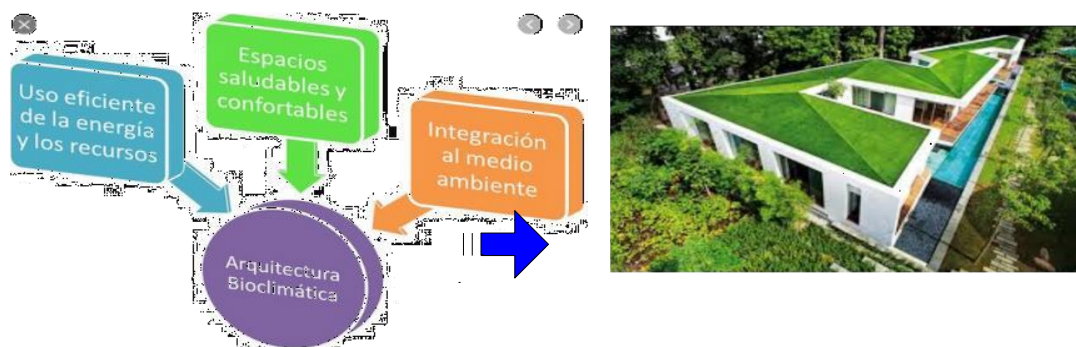 Espacios
saludables y
confortables
Uso eficiente
de la energía
y los recursos
Integración
al medio
ambiente
Arquitectura
Bioclimática